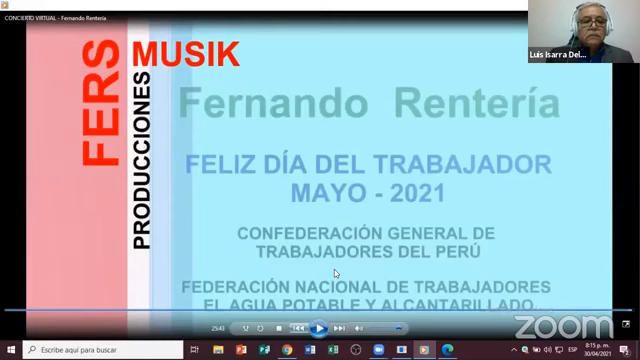 CONCIERTO VIRTUAL - Fernando Rentería
Luis Isarra Del...
FERS
MUSIK
PRODUCCIONES
Fernando Rentería
FELIZ DÍA DEL TRABAJADOR
MAYO - 2021
CONFEDERACIÓN GENERAL DE
TRABAJADORES DEL PERÚ
FEDERACIÓN NACIONAL DE TRABAJADORES
EL AGUA POTABLE Y ALCANTARILLADO
25:43
zoom
Escribe aquí para buscar
ESP
8:15 p.m.
30/04/2021